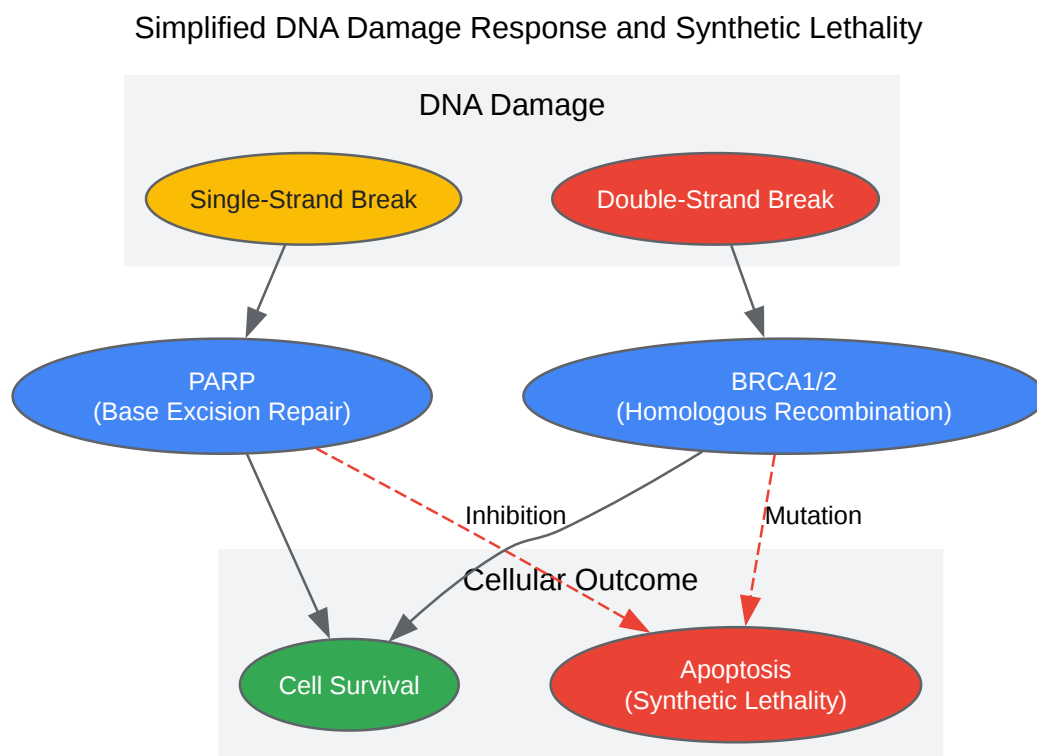 Simplified DNA Damage Response and Synthetic Lethality
DNA Damage
Single-Strand Break
Double-Strand Break
PARP
(Base Excision Repair)
BRCA1/2
(Homologous Recombination)
Inhibition
Mutation
Cellular Outcome
Cell Survival
Apoptosis
(Synthetic Lethality)